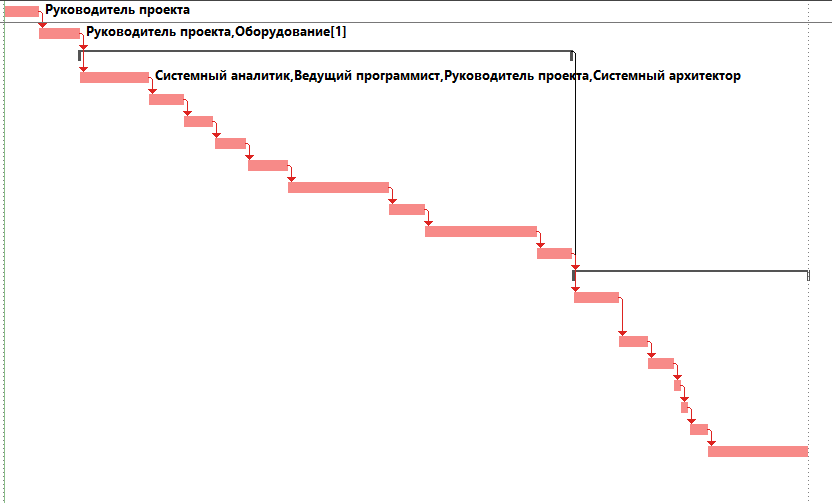 Руководитель проекта
Руководитель проекта,Оборудование[1]
Системный аналитик,Ведущий программист,Руководитель проекта,Системный архитектор